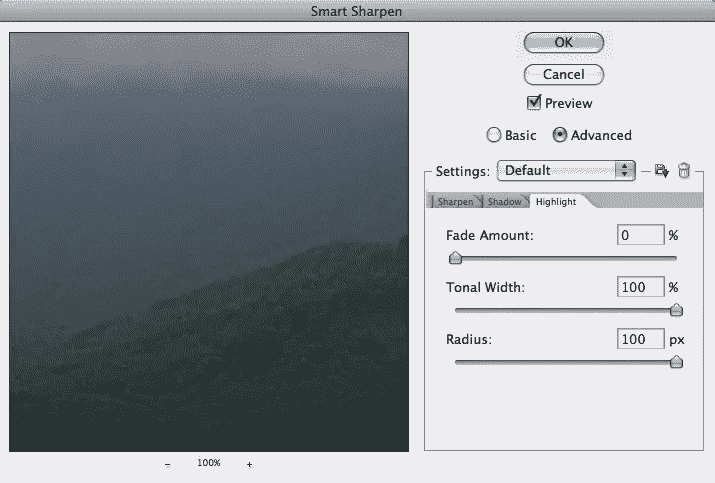 Smart Sharpen
OK
Cancel
Preview
Basic Advanced
Settings: Default
Sharpen Shadow Highlight
Fade Amount: 0 %
Tonal Width: 100 %
Radius: 100 px
− 100% +